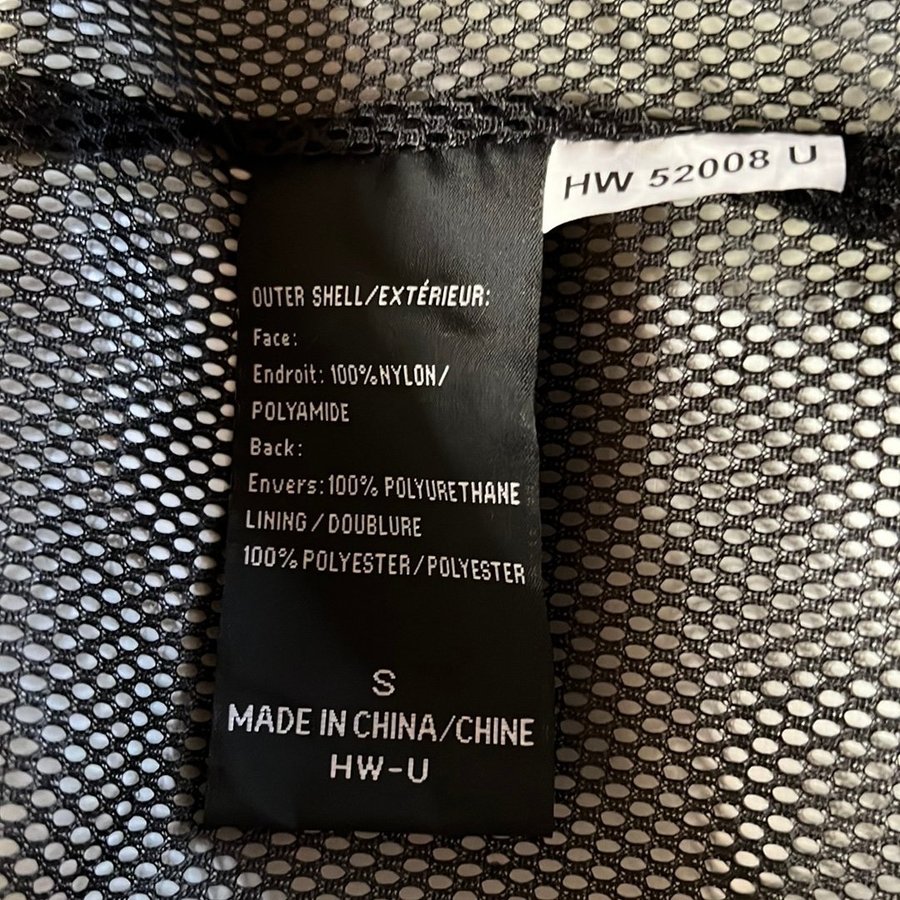 HW 52008 U
OUTER SHELL/EXTÉRIEUR:
Face:
Endroit: 100%NYLON/
POLYAMIDE
Back:
Envers:100% POLYURETHANE
LINING/DOUBLURE
100% POLYESTER/POLYESTER
S
MADE IN CHINA/CHINE
HW-U